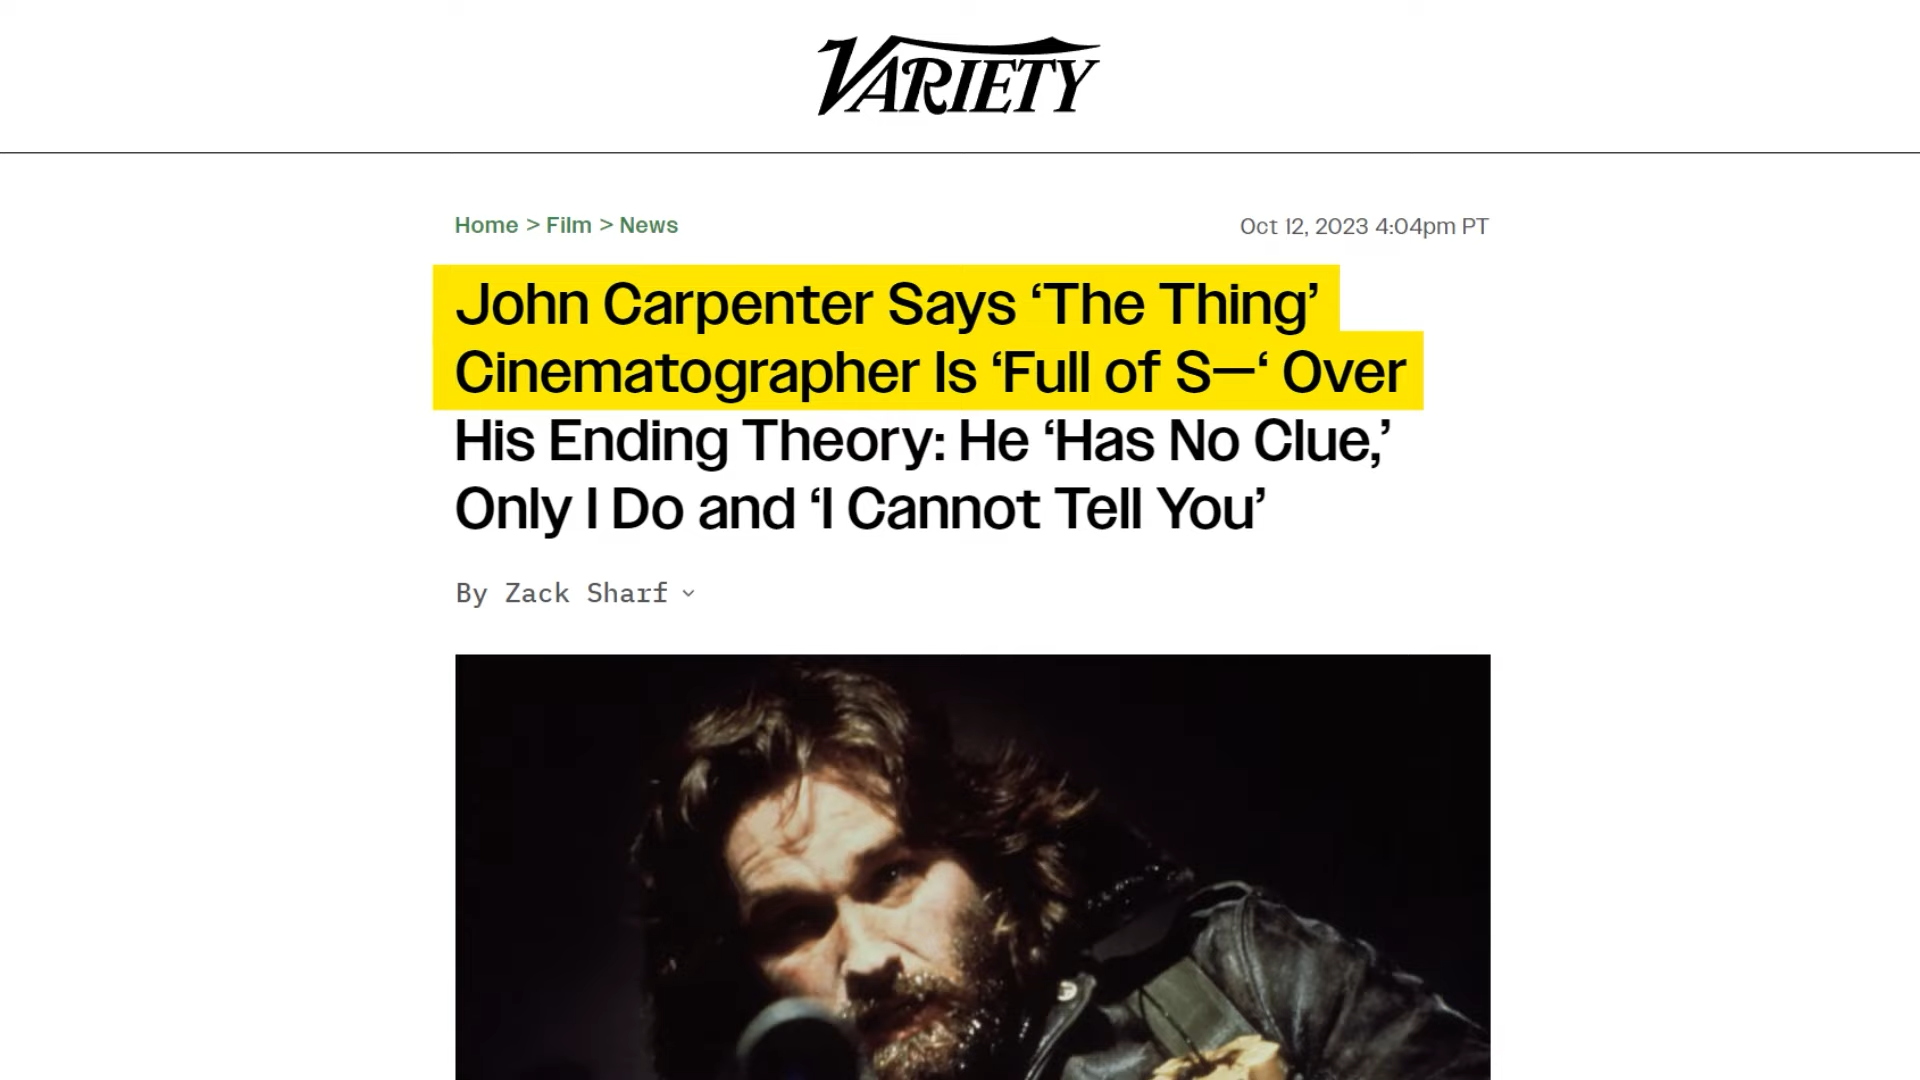 VARIETY
Home > Film > News
Oct 12, 2023 4:04pm PT
John Carpenter Says ‘The Thing’
Cinematographer Is ‘Full of S—‘ Over
His Ending Theory: He ‘Has No Clue,’
Only I Do and ‘I Cannot Tell You’
By Zack Sharf